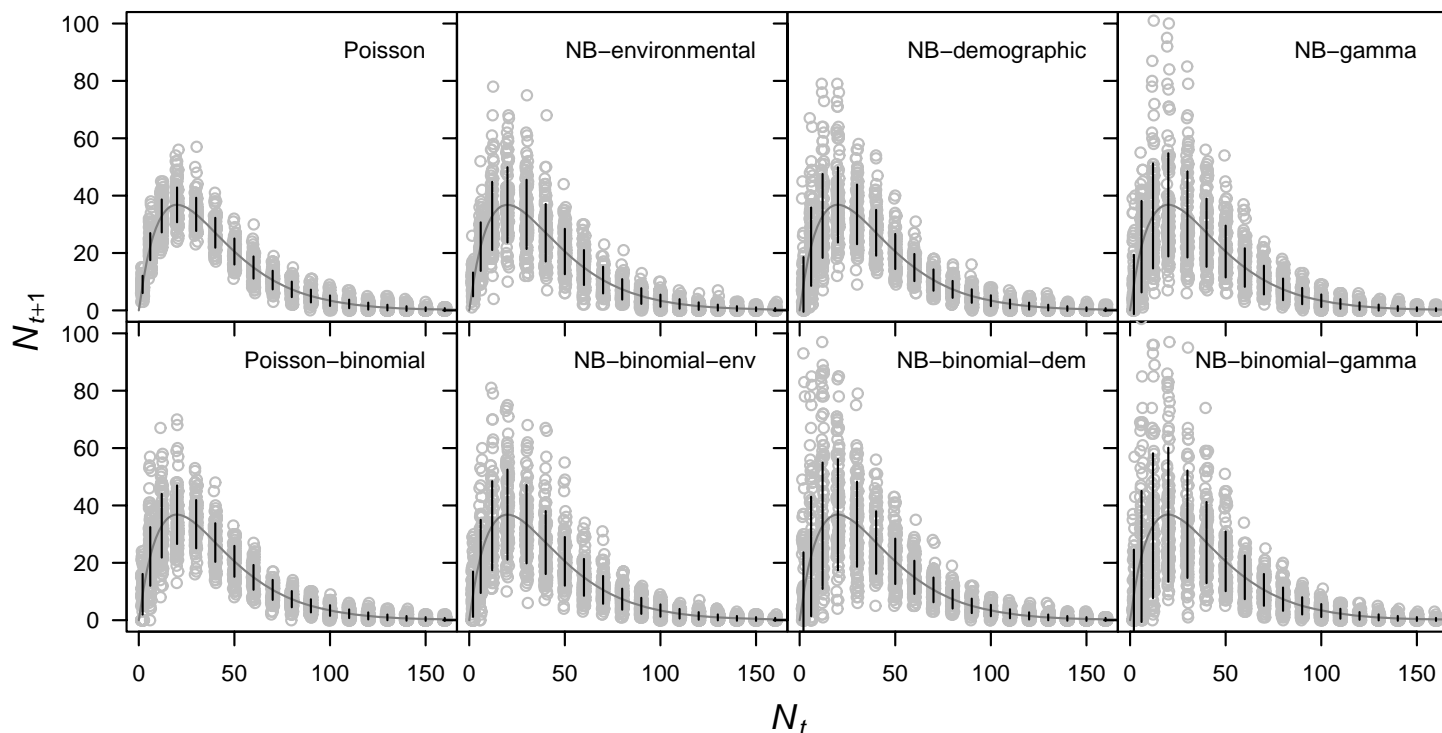 100
80
60
40
20
0
Poisson
NB−environmental
NB−demographic
NB−gamma
N_{t+1}
100
80
60
40
20
0
Poisson−binomial
NB−binomial−env
NB−binomial−dem
NB−binomial−gamma
0 50 100 150 0 50 100 150 0 50 100 150 0 50 100 150
N_t